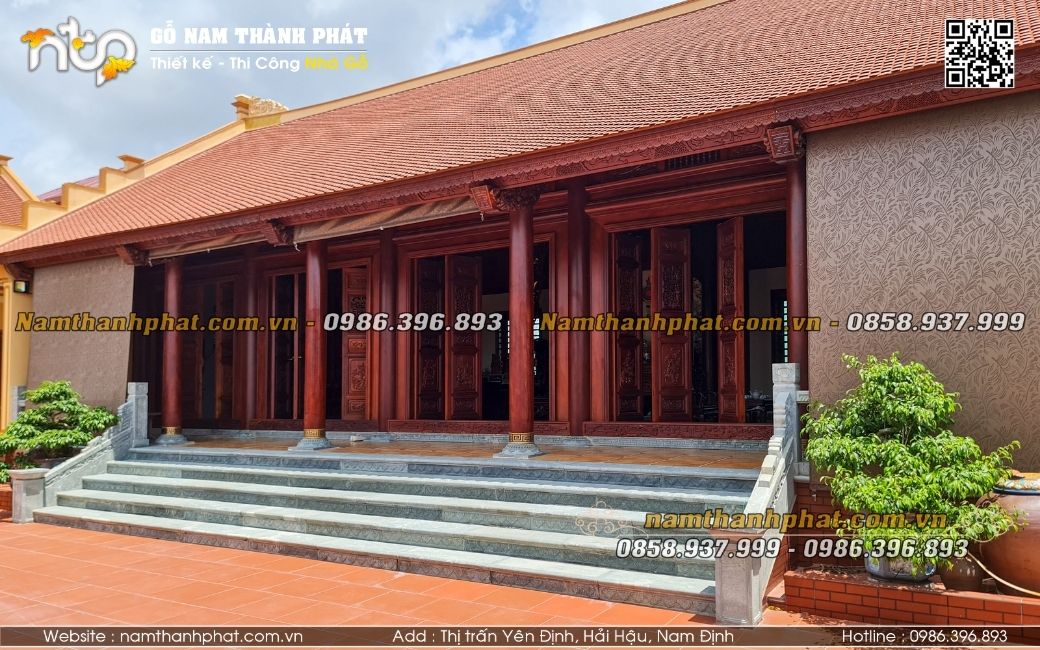 ntp
GỖ NAM THÀNH PHÁT
Thiết kế - Thi Công Nhà Gỗ
Namthanhphat.com.vn - 0986.396.893
Namthanhphat.com.vn - 0858.937.999
namthanhphat.com.vn
0858.937.999 - 0986.396.893
Website : namthanhphat.com.vn
Add : Thị trấn Yên Định, Hải Hậu, Nam Định
Hotline : 0986.396.893